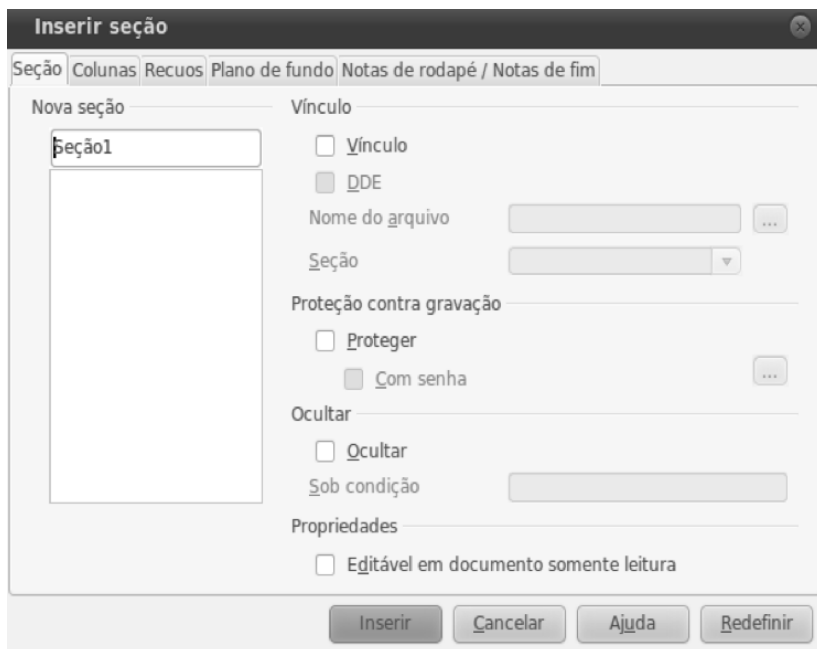 Inserir seção
Seção Colunas Recuos Plano de fundo Notas de rodapé / Notas de fim
Nova seção
Seção1
Vínculo
Vínculo
DDE
Nome do arquivo ...
Seção
Proteção contra gravação
Proteger
Com senha ...
Ocultar
Ocultar
Sob condição
Propriedades
Editável em documento somente leitura
Inserir Cancelar Ajuda Redefinir